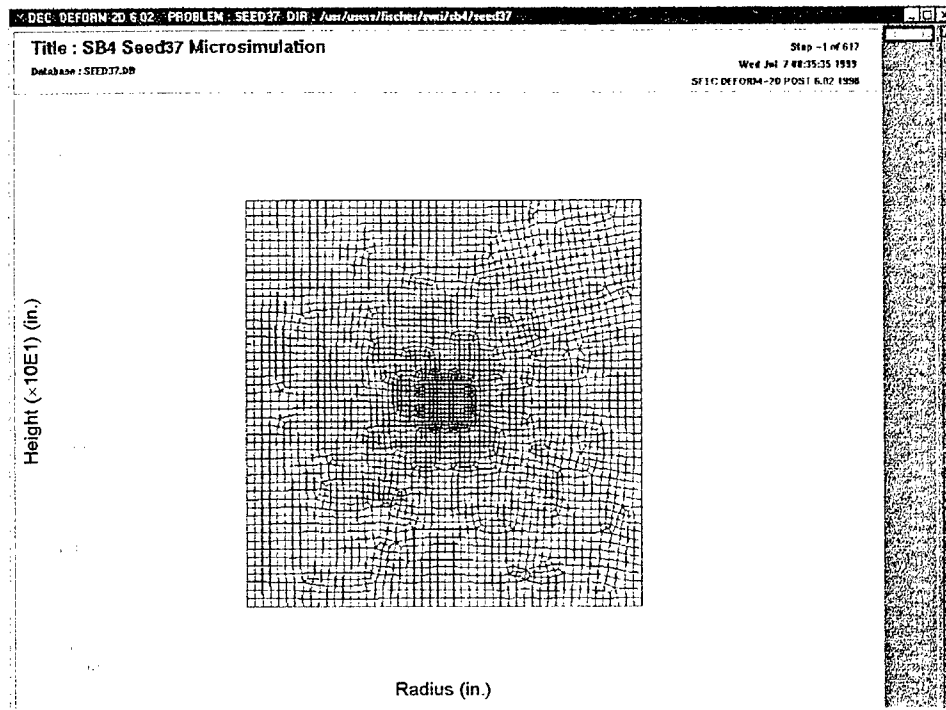 DEC DEFORM-2D 6.02 PROBLEM : SEED37 DIR : /usr/users/fischer/swri/sb4/seed37
Title : SB4 Seed37 Microsimulation
Database : SEED37.DB
Step -1 of 617
Wed Jul 7 08:35:35 1999
SFTC DEFORM-2D POST 6.02 1998
Height (×10E1) (in.)
Radius (in.)